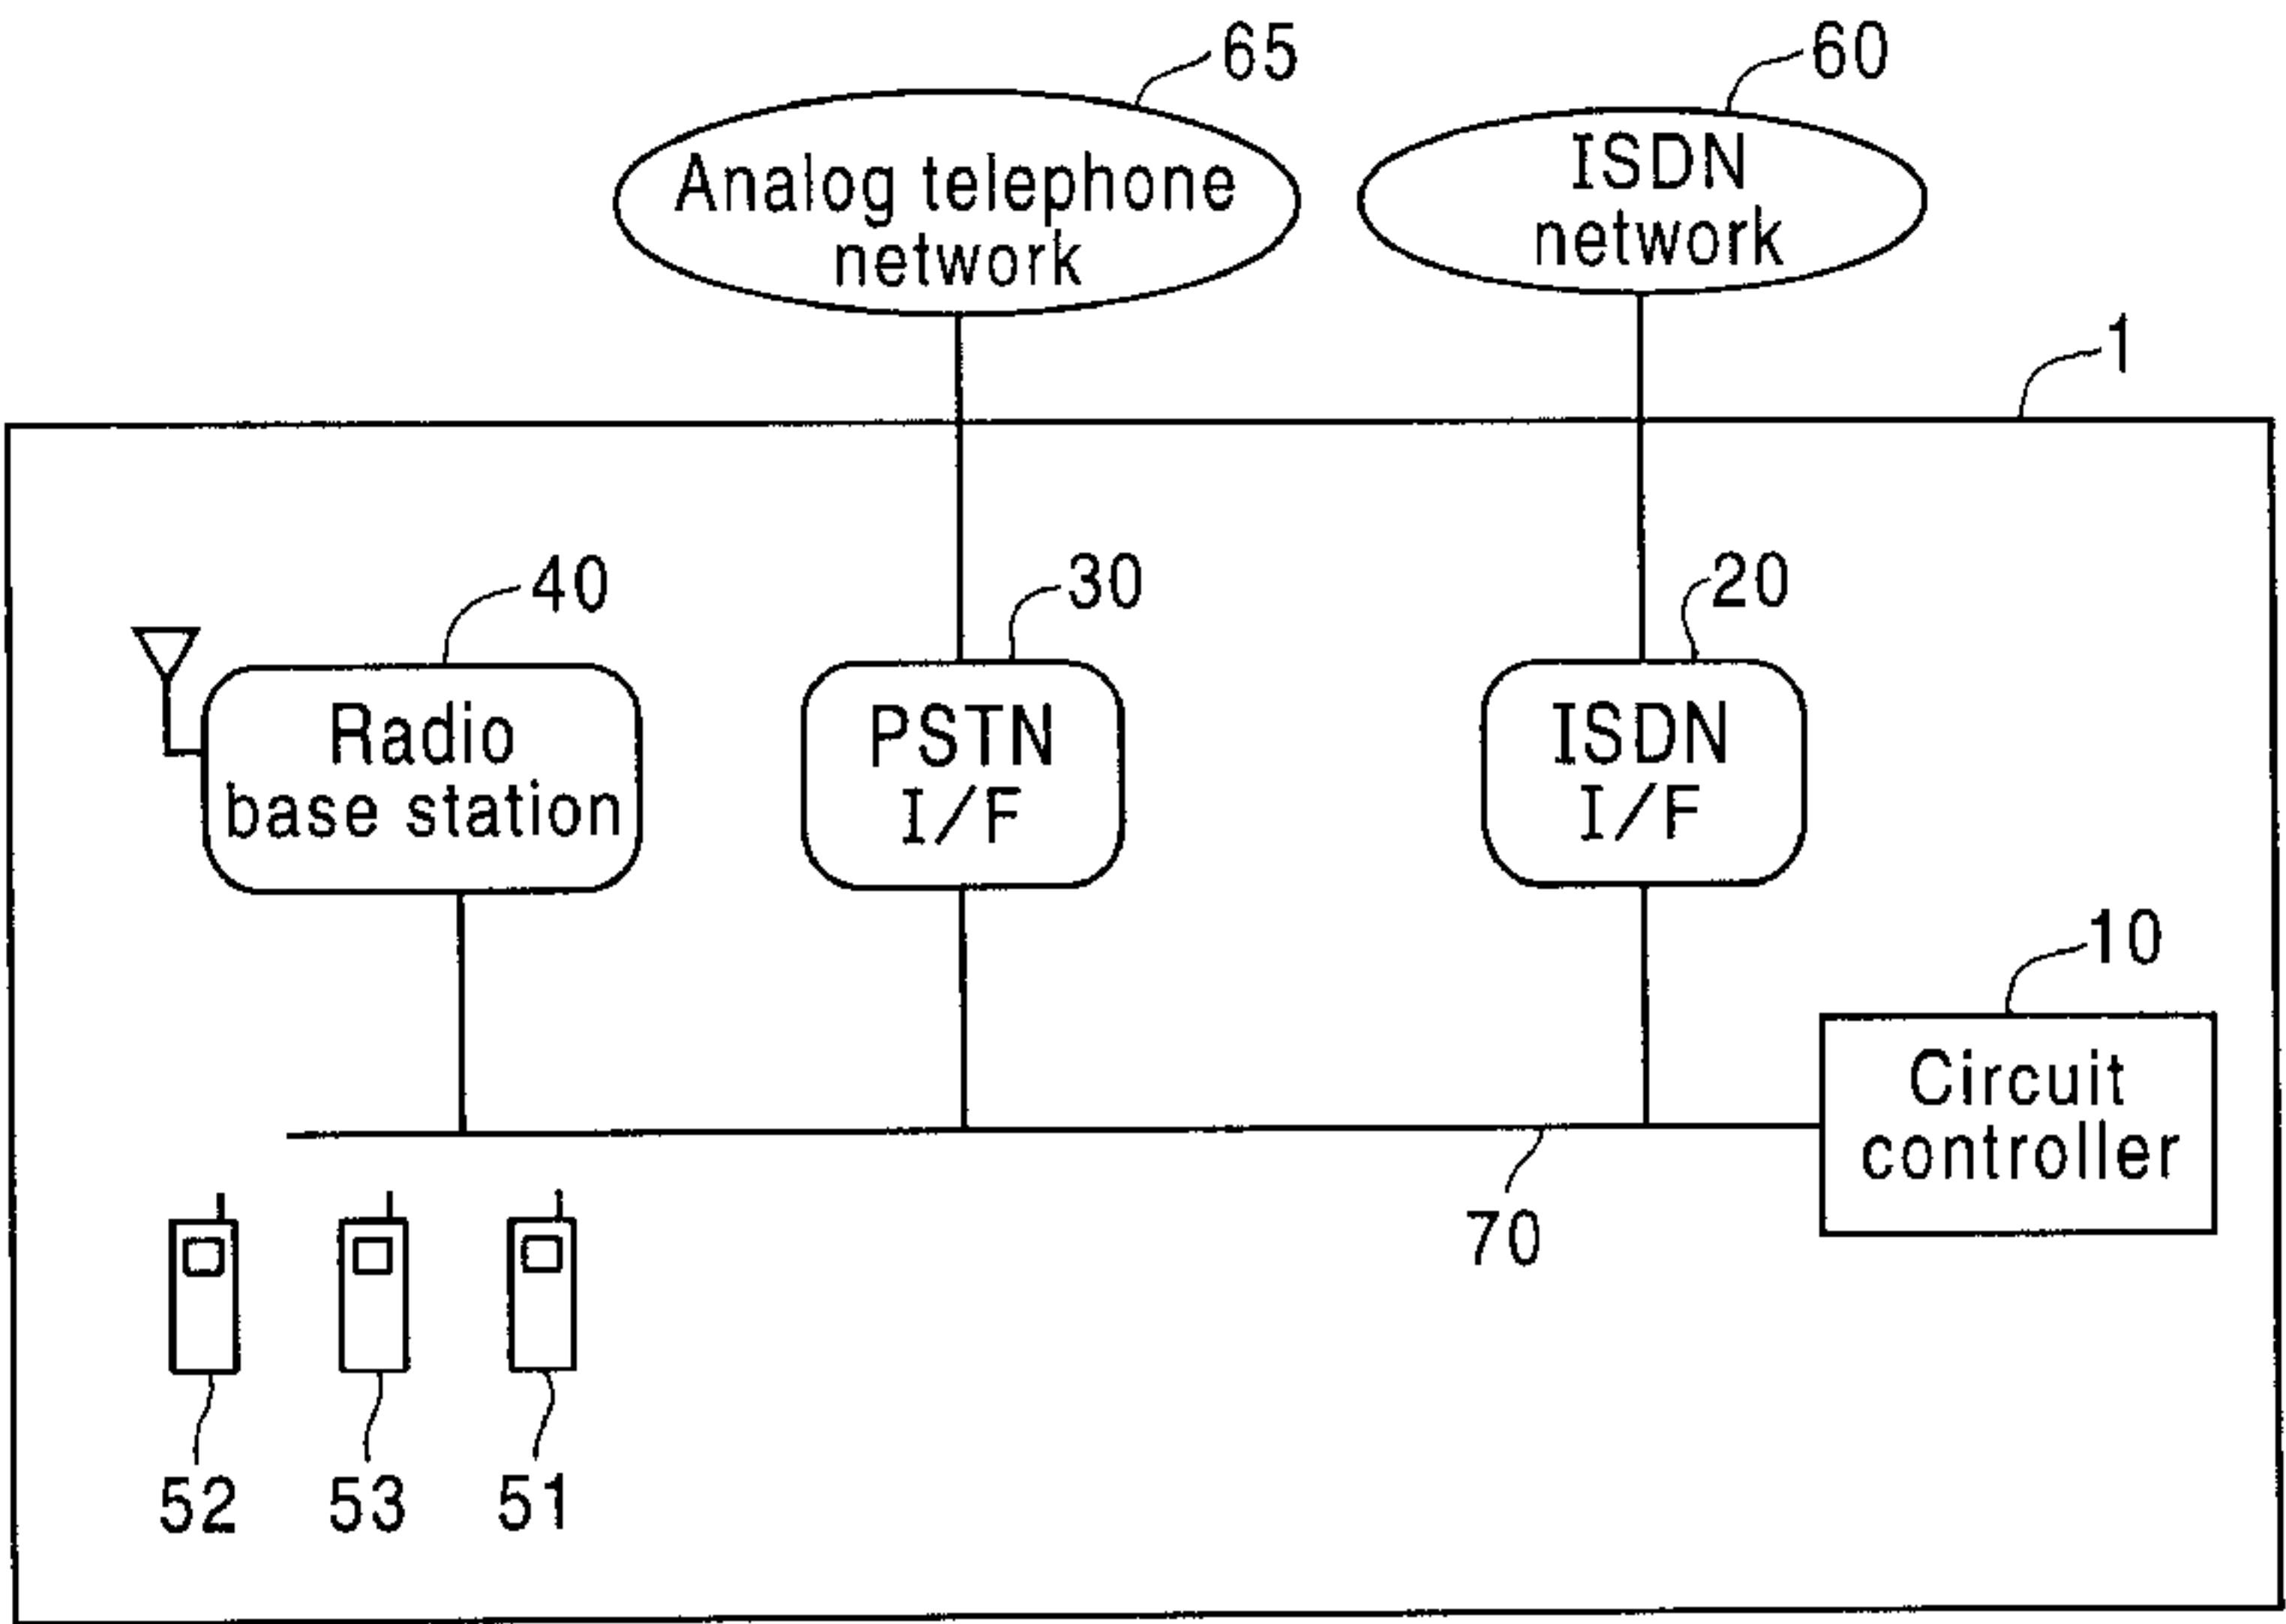 65
60
Analog telephone
network
ISDN
network
1
40
30
20
Radio
base station
PSTN
I/F
ISDN
I/F
10
Circuit
controller
70
52
53
51